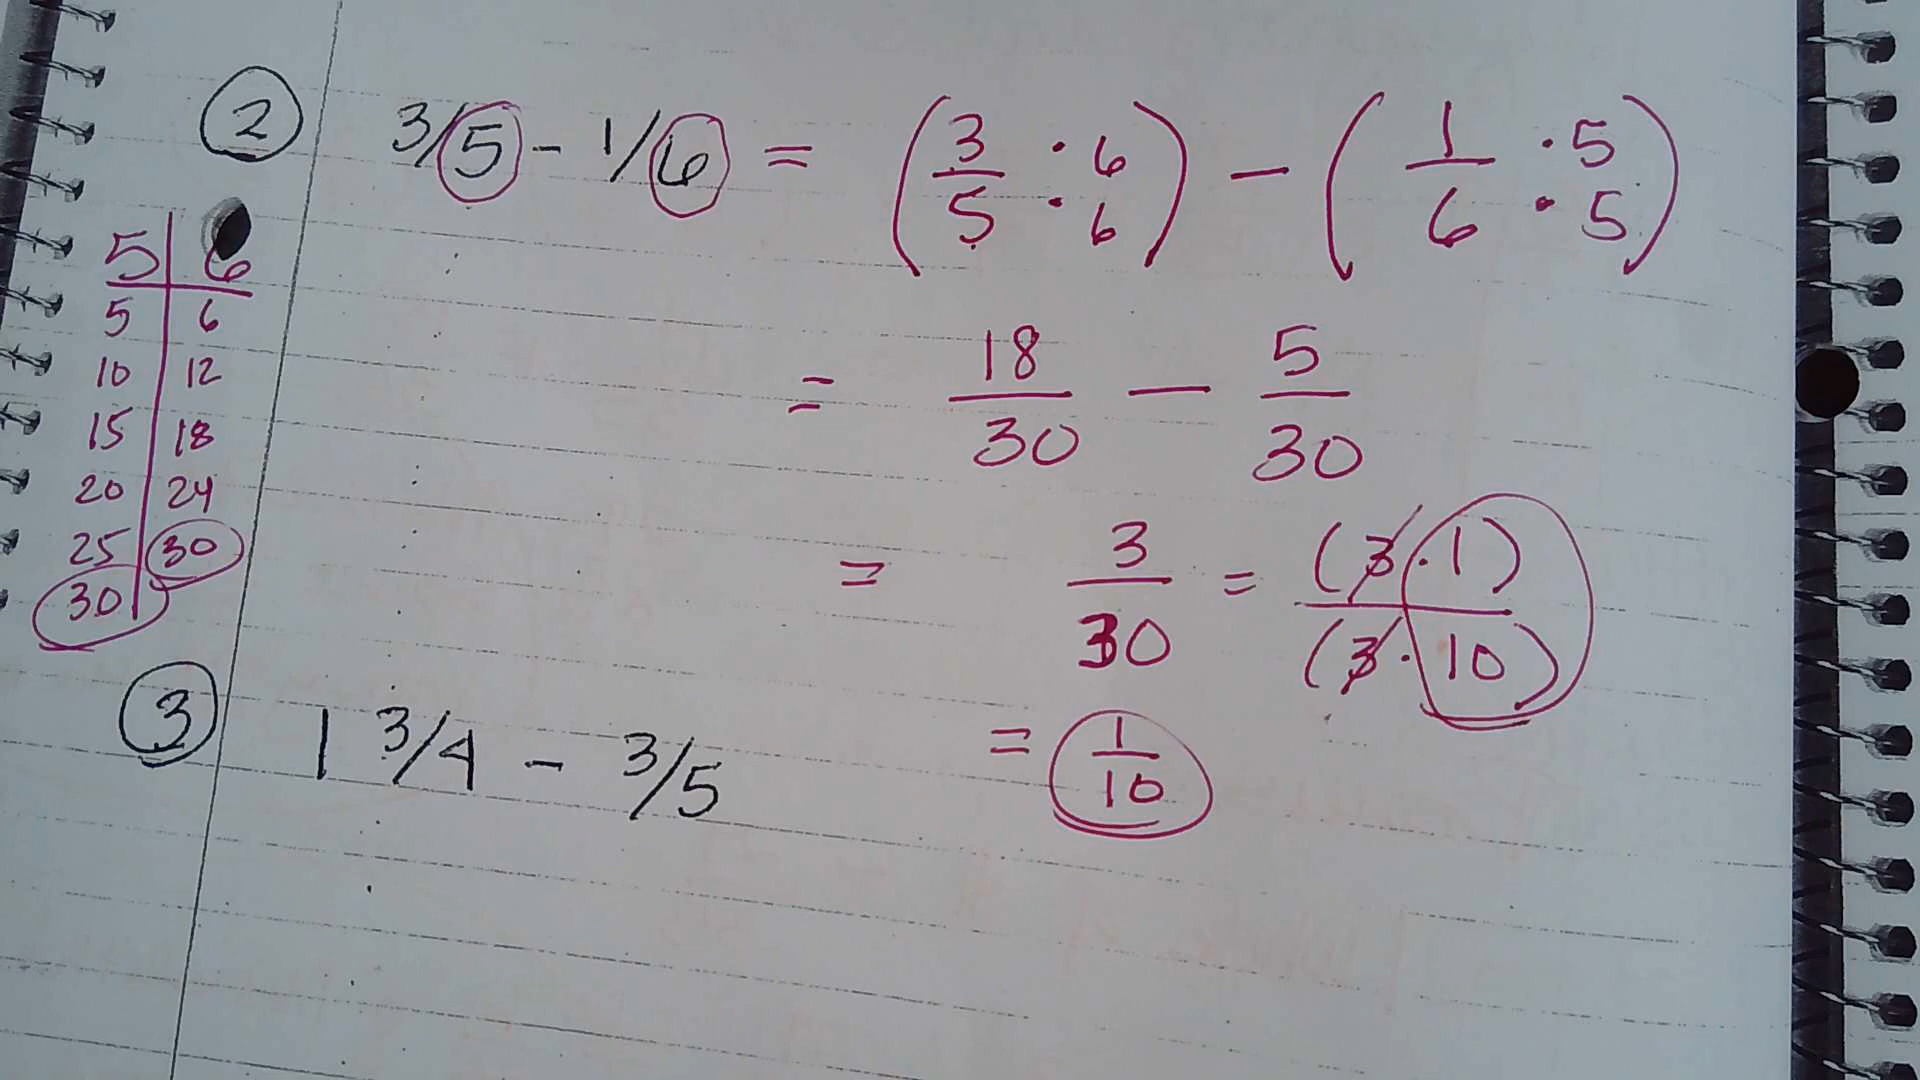 ② 3/5 - 1/6 = (3/5 · 6/6) - (1/6 · 5/5)
= 18/30 - 5/30
= 3/30 = (3·1)/(3·10)
= 1/10
5 | 6
5 | 6
10 | 12
15 | 18
20 | 24
25 | 30
30
③ 1 3/4 - 3/5